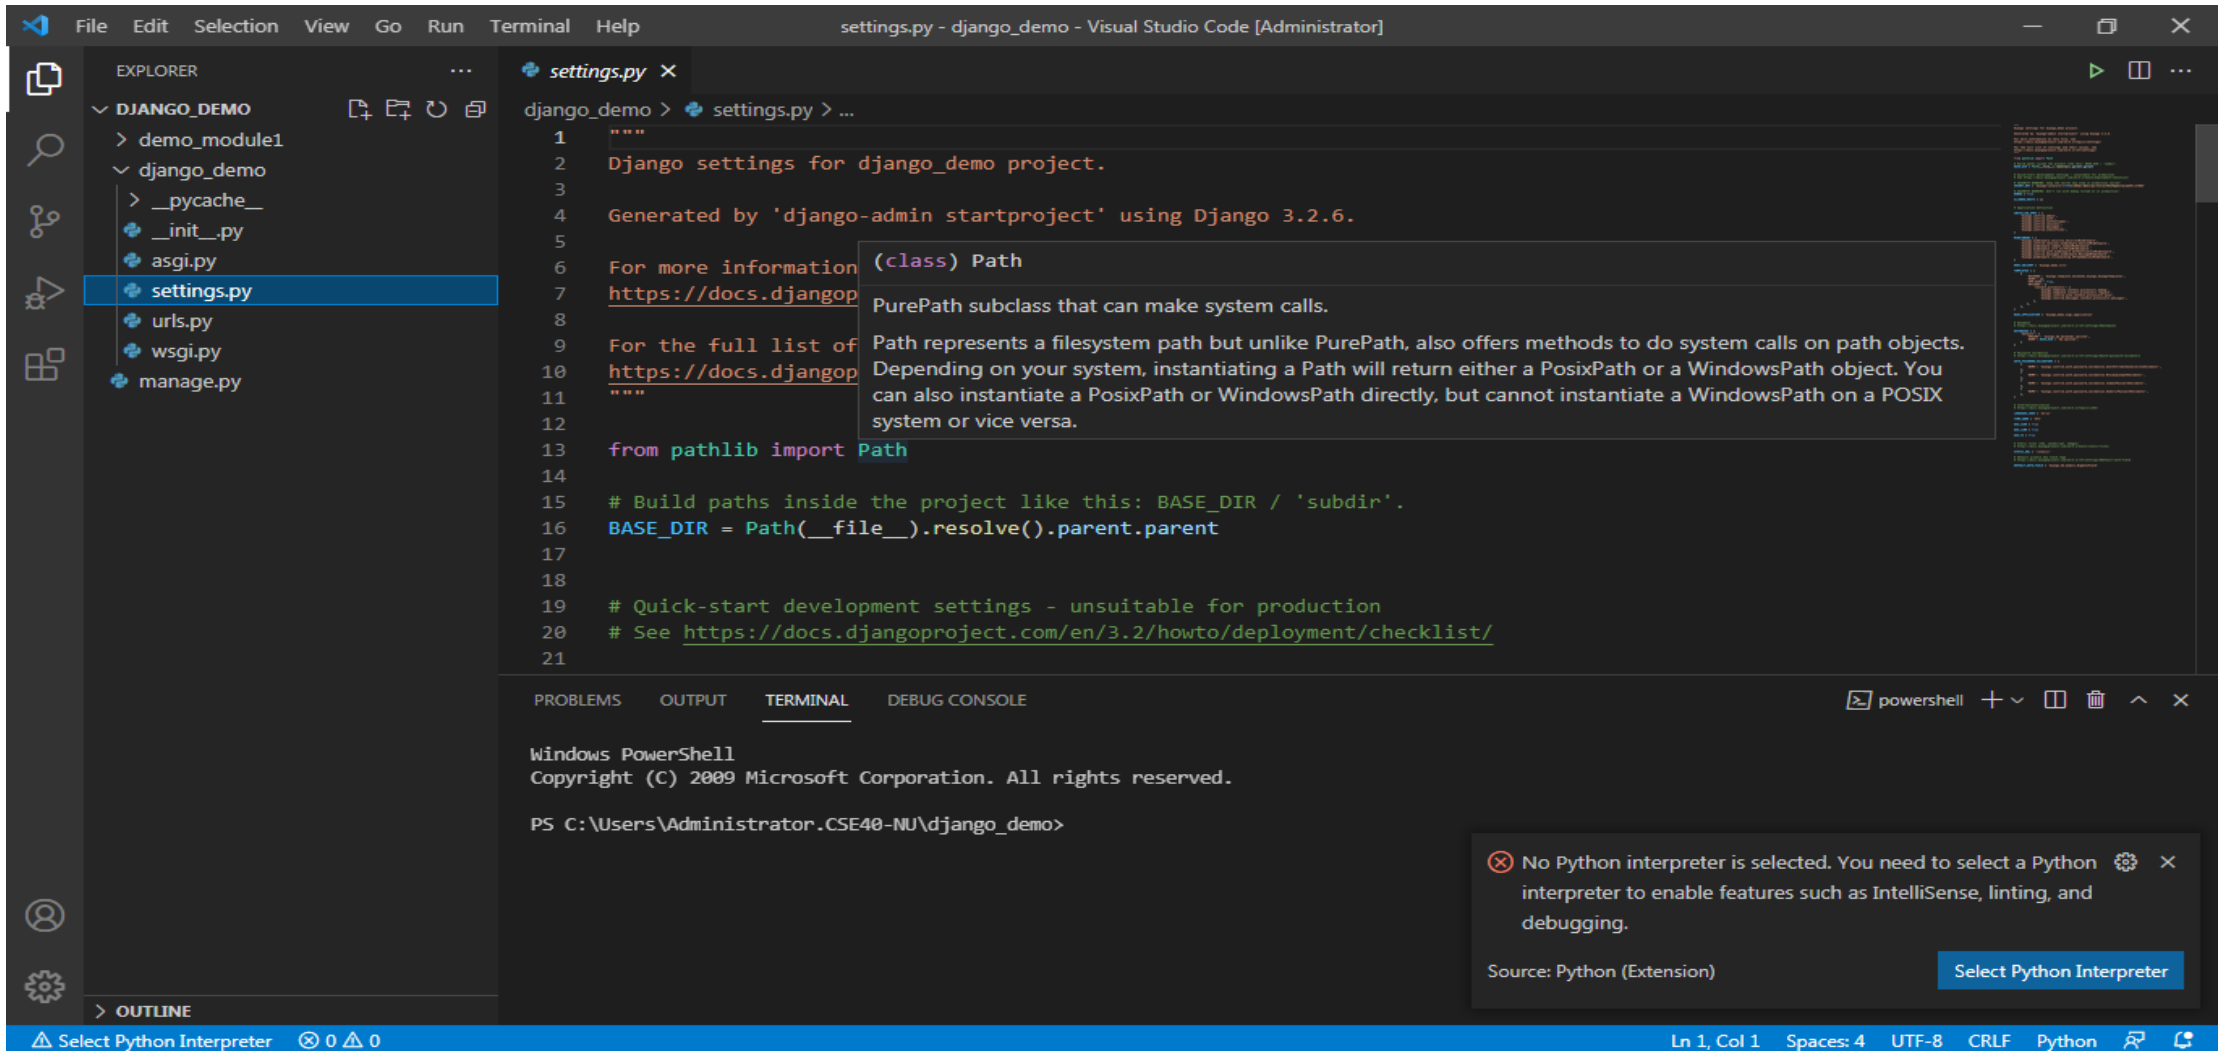 File Edit Selection View Go Run Terminal Help
settings.py - django_demo - Visual Studio Code [Administrator]
EXPLORER
DJANGO_DEMO
demo_module1
django_demo
__pycache__
__init__.py
asgi.py
settings.py
urls.py
wsgi.py
manage.py
OUTLINE
settings.py
django_demo > settings.py > ...
1 """
2 Django settings for django_demo project.
3
4 Generated by 'django-admin startproject' using Django 3.2.6.
5
6 For more information
7 https://docs.djangop
8
9 For the full list of
10 https://docs.djangop
11 """
12
13 from pathlib import Path
14
15 # Build paths inside the project like this: BASE_DIR / 'subdir'.
16 BASE_DIR = Path(__file__).resolve().parent.parent
17
18
19 # Quick-start development settings - unsuitable for production
20 # See https://docs.djangoproject.com/en/3.2/howto/deployment/checklist/
21
(class) Path
PurePath subclass that can make system calls.
Path represents a filesystem path but unlike PurePath, also offers methods to do system calls on path objects.
Depending on your system, instantiating a Path will return either a PosixPath or a WindowsPath object. You
can also instantiate a PosixPath or WindowsPath directly, but cannot instantiate a WindowsPath on a POSIX
system or vice versa.
PROBLEMS OUTPUT TERMINAL DEBUG CONSOLE
powershell
Windows PowerShell
Copyright (C) 2009 Microsoft Corporation. All rights reserved.
PS C:\Users\Administrator.CSE40-NU\django_demo>
No Python interpreter is selected. You need to select a Python
interpreter to enable features such as IntelliSense, linting, and
debugging.
Source: Python (Extension)
Select Python Interpreter
Select Python Interpreter 0 0
Ln 1, Col 1 Spaces: 4 UTF-8 CRLF Python